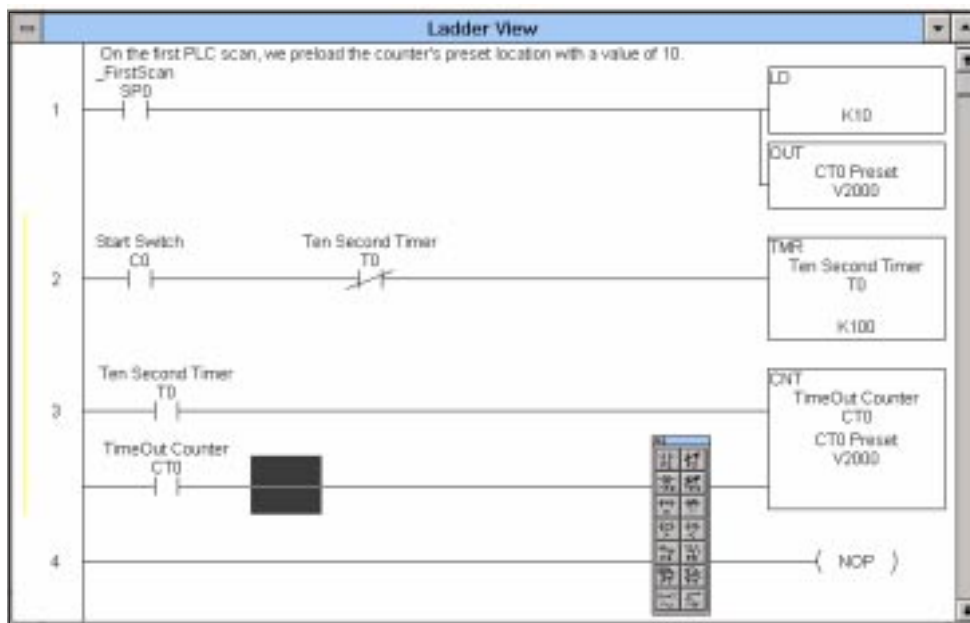 Ladder View
On the first PLC scan, we preload the counter's preset location with a value of 10.
_FirstScan
SP0
1
LD
K10
OUT
CT0 Preset
V2000
Start Switch
C0
Ten Second Timer
T0
2
TMR
Ten Second Timer
T0
K100
Ten Second Timer
T0
3
CNT
TimeOut Counter
CT0
CT0 Preset
V2000
TimeOut Counter
CT0
4
NOP